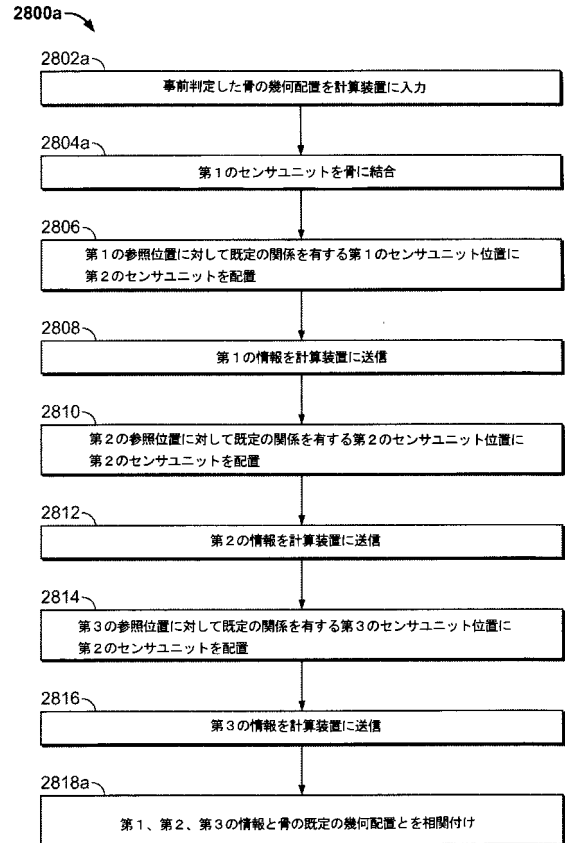 2800a
2802a
事前判定した骨の幾何配置を計算装置に入力
2804a
第1のセンサユニットを骨に結合
2806
第1の参照位置に対して既定の関係を有する第1のセンサユニット位置に
第2のセンサユニットを配置
2808
第1の情報を計算装置に送信
2810
第2の参照位置に対して既定の関係を有する第2のセンサユニット位置に
第2のセンサユニットを配置
2812
第2の情報を計算装置に送信
2814
第3の参照位置に対して既定の関係を有する第3のセンサユニット位置に
第2のセンサユニットを配置
2816
第3の情報を計算装置に送信
2818a
第1、第2、第3の情報と骨の既定の幾何配置とを相関付け